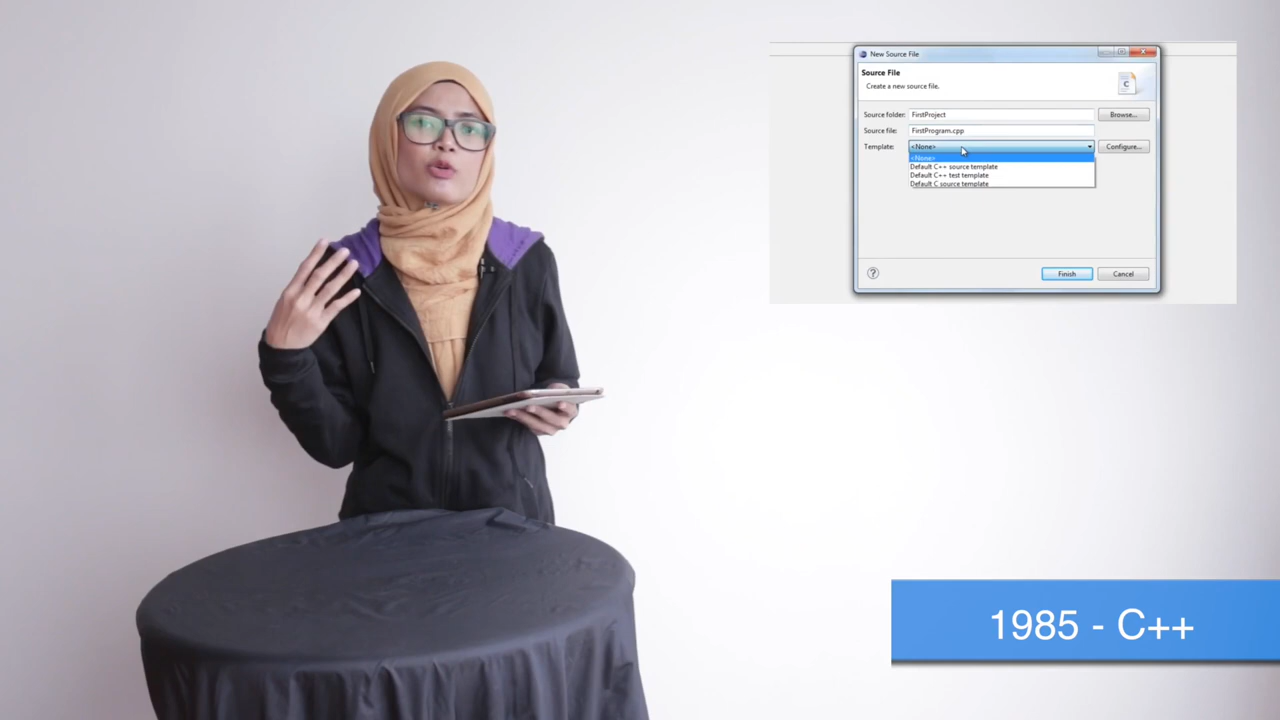 New Source File
Source File
Create a new source file.
C
Source folder: FirstProject Browse...
Source file: FirstProgram.cpp
Template: <None> Configure...
<None>
Default C++ source template
Default C++ test template
Default C source template
? Finish Cancel
1985 - C++